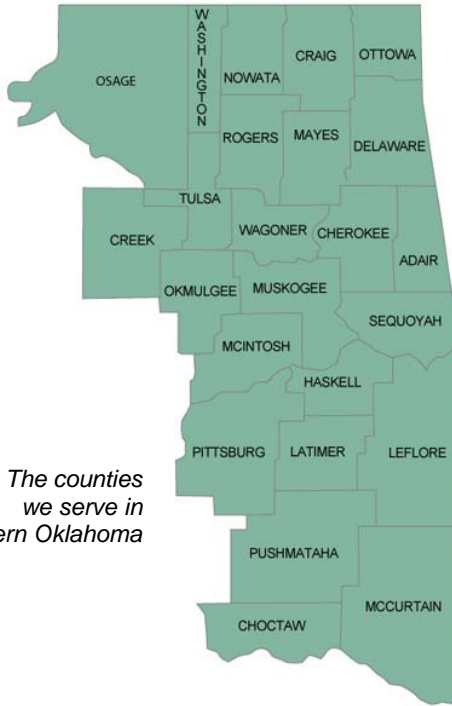 WASHINGTON
OSAGE
NOWATA
CRAIG
OTTOWA
ROGERS
MAYES
DELAWARE
TULSA
CREEK
WAGONER
CHEROKEE
ADAIR
OKMULGEE
MUSKOGEE
SEQUOYAH
MCINTOSH
HASKELL
PITTSBURG
LATIMER
LEFLORE
The counties
we serve in
ern Oklahoma
PUSHMATAHA
MCCURTAIN
CHOCTAW